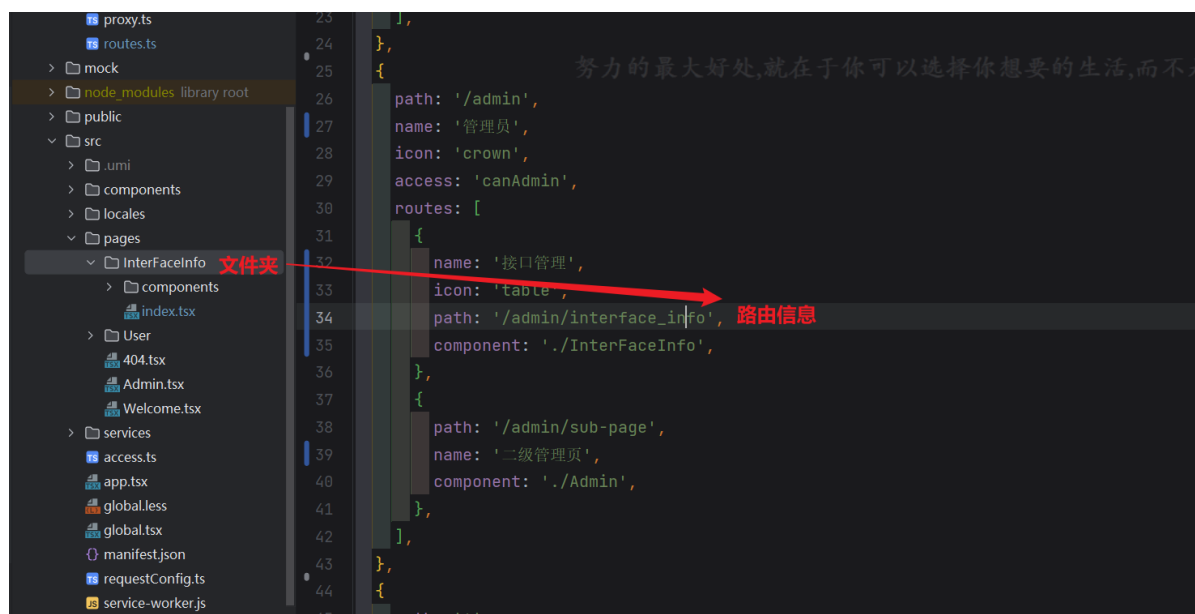 proxy.ts
routes.ts
mock
node_modules library root
public
src
.umi
components
locales
pages
InterFaceInfo 文件夹
components
index.tsx
User
404.tsx
Admin.tsx
Welcome.tsx
services
access.ts
app.tsx
global.less
global.tsx
manifest.json
requestConfig.ts
service-worker.js
努力的最大好处,就在于你可以选择你想要的生活,而不
23 ],
24 },
25 {
26 path: '/admin',
27 name: '管理员',
28 icon: 'crown',
29 access: 'canAdmin',
30 routes: [
31 {
32 name: '接口管理',
33 icon: 'table',
34 path: '/admin/interface_info', 路由信息
35 component: './InterFaceInfo',
36 },
37 {
38 path: '/admin/sub-page',
39 name: '二级管理页',
40 component: './Admin',
41 },
42 ],
43 },
44 {